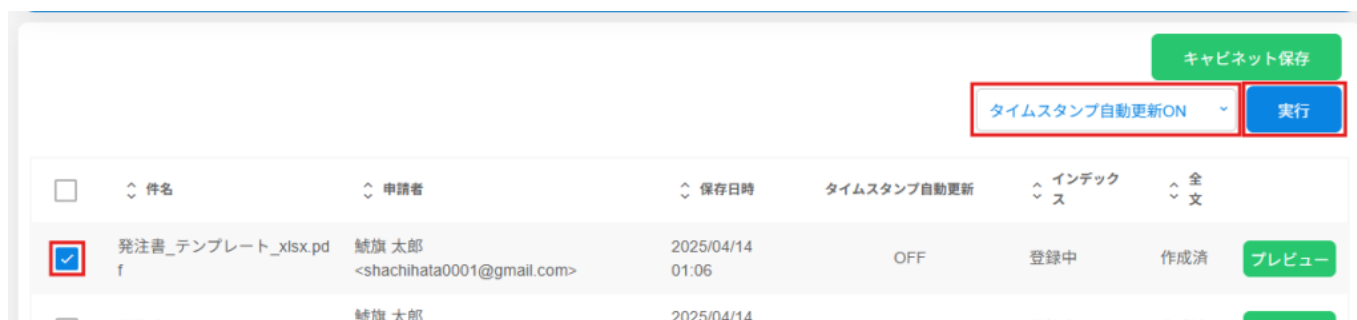 キャビネット保存
タイムスタンプ自動更新ON
実行
件名
申請者
保存日時
タイムスタンプ自動更新
インデックス
ス
全
文
発注書_テンプレート_xlsx.pd
f
鯱旗 太郎
<shachihata0001@gmail.com>
2025/04/14
01:06
OFF
登録中
作成済
プレビュー
鯱旗 太郎
2025/04/14